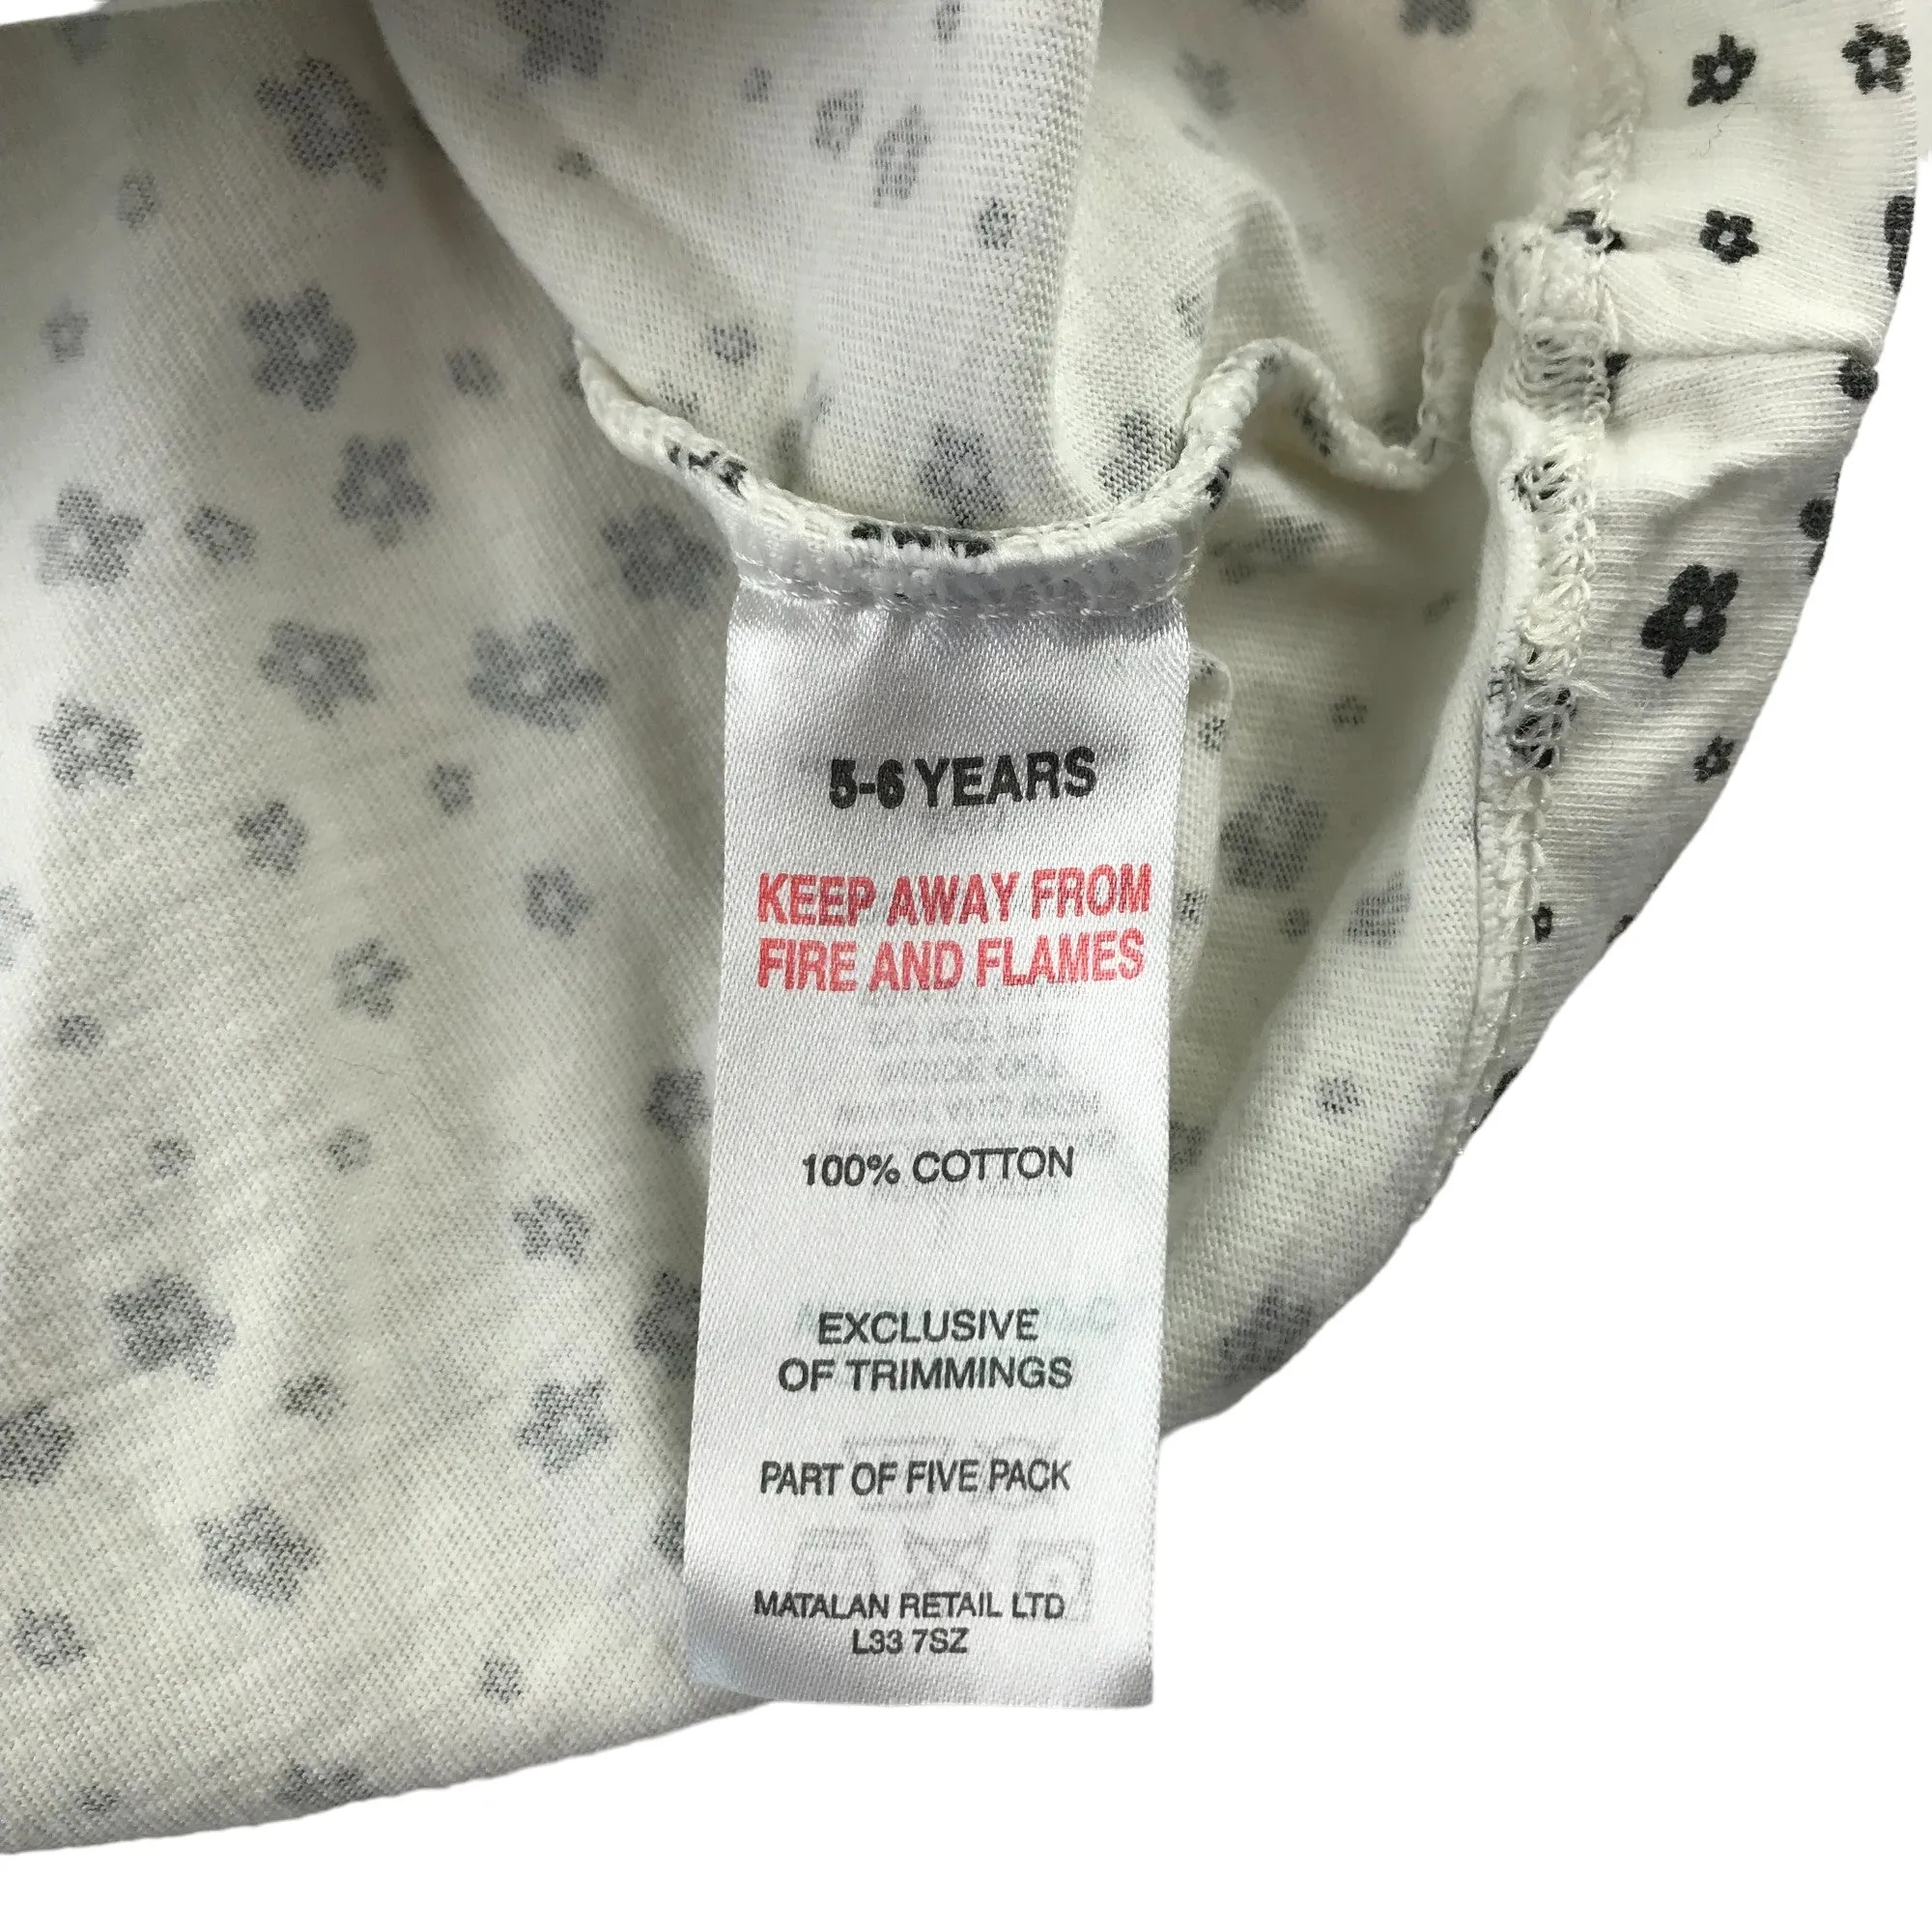 5-6 YEARS
KEEP AWAY FROM
FIRE AND FLAMES
100% COTTON
EXCLUSIVE
OF TRIMMINGS
PART OF FIVE PACK
MATALAN RETAIL LTD
L33 7SZ